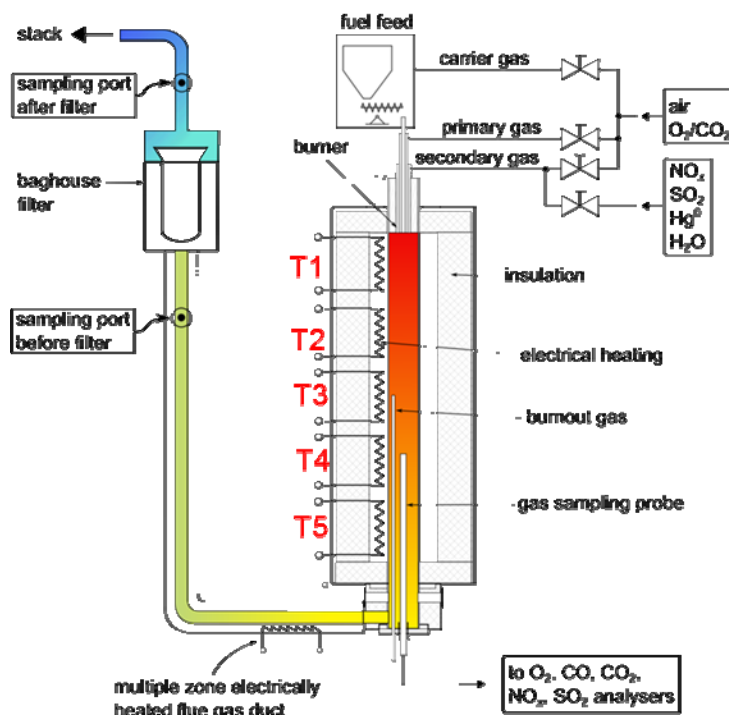 fuel feed
stack
carrier gas
sampling port
after filter
air
O₂/CO₂
primary gas
burner
secondary gas
baghouse
filter
NOₓ
SO₂
Hg⁰
H₂O
T1
insulation
sampling port
before filter
T2
electrical heating
T3
burnout gas
T4
gas sampling probe
T5
multiple zone electrically
heated flue gas duct
to O₂, CO, CO₂,
NOₓ, SO₂ analysers